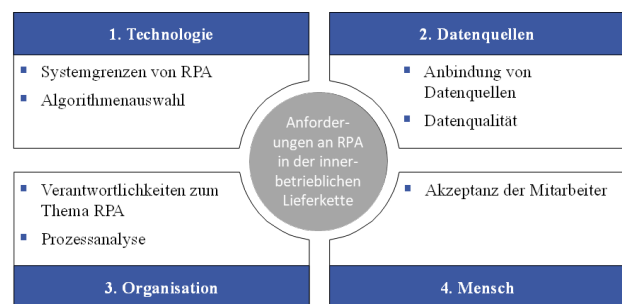 1. Technologie
Systemgrenzen von RPA
Algorithmenauswahl
2. Datenquellen
Anbindung von
Datenquellen
Datenqualität
Anforder-
ungen an RPA
in der inner-
betrieblichen
Lieferkette
Verantwortlichkeiten zum
Thema RPA
Prozessanalyse
3. Organisation
Akzeptanz der Mitarbeiter
4. Mensch